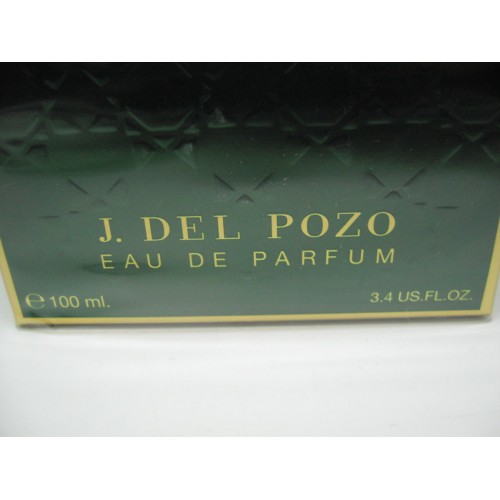 J. DEL POZO
EAU DE PARFUM
℮ 100 ml. 3.4 US.FL.OZ.